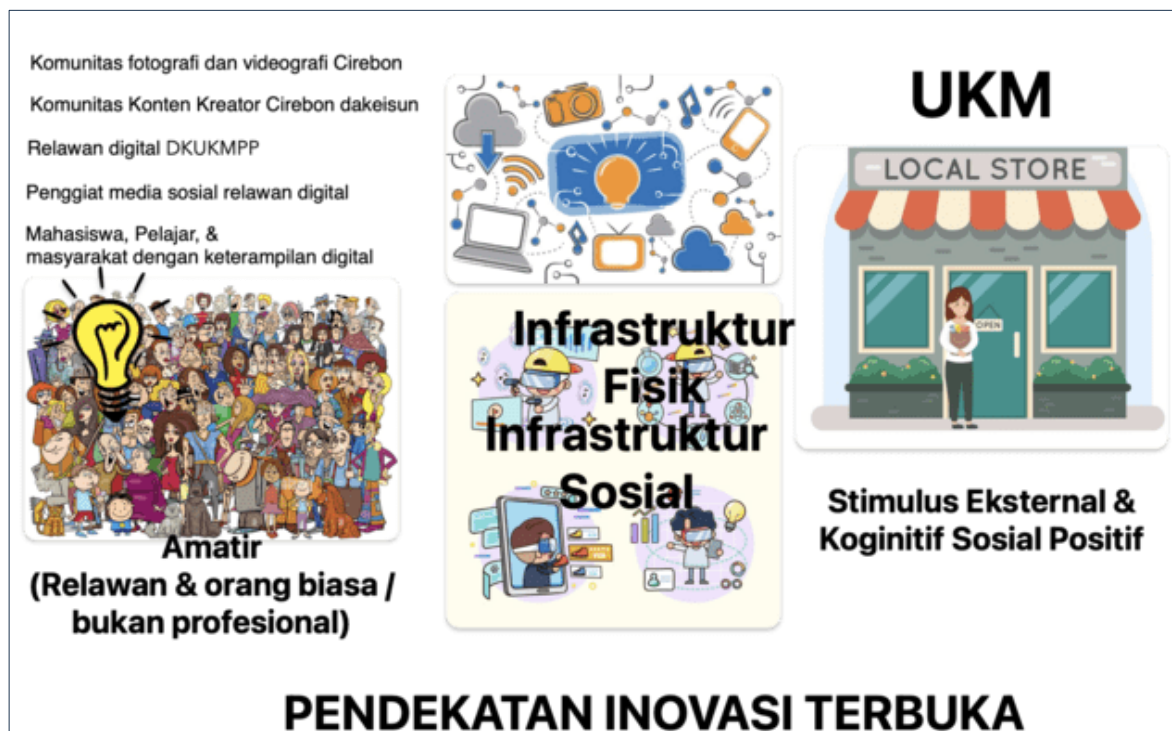 Komunitas fotografi dan videografi Cirebon
Komunitas Konten Kreator Cirebon dakeisun
Relawan digital DKUKMPP
Penggiat media sosial relawan digital
Mahasiswa, Pelajar, &
masyarakat dengan keterampilan digital
Amatir
(Relawan & orang biasa /
bukan profesional)
Infrastruktur
Fisik
Infrastruktur
Sosial
UKM
LOCAL STORE
OPEN
Stimulus Eksternal &
Koginitif Sosial Positif
PENDEKATAN INOVASI TERBUKA